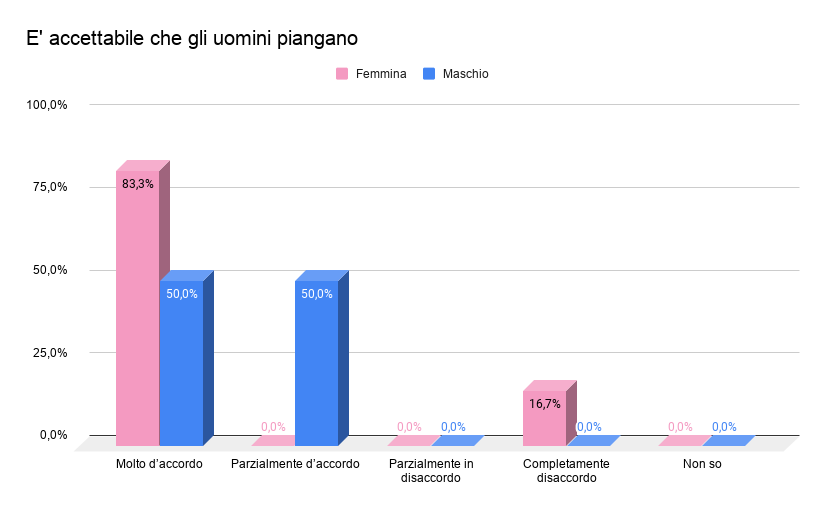 E' accettabile che gli uomini piangano
Femmina Maschio
100,0%
75,0%
50,0%
25,0%
0,0%
83,3%
50,0%
0,0%
50,0%
0,0%
0,0%
16,7%
0,0%
0,0%
0,0%
Molto d'accordo
Parzialmente d'accordo
Parzialmente in
disaccordo
Completamente
disaccordo
Non so